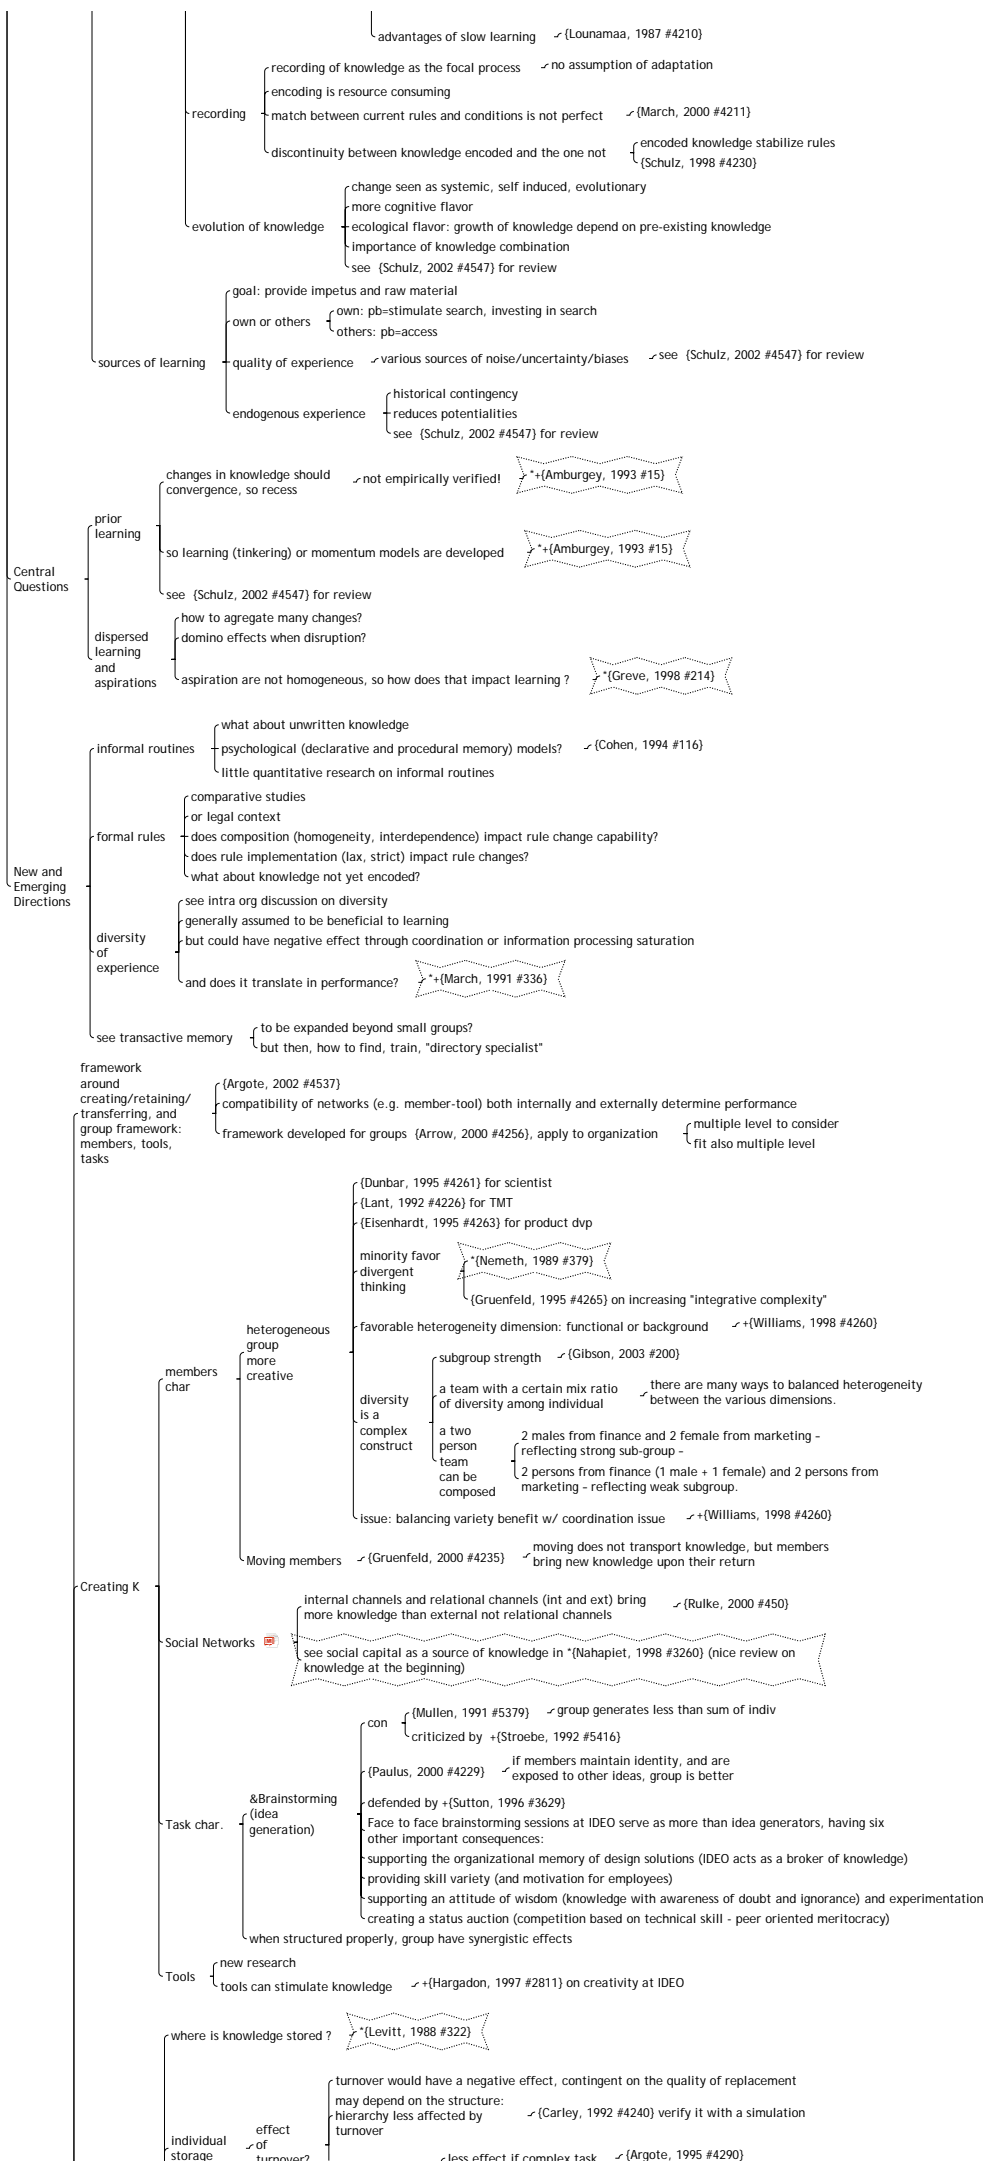 advantages of slow learning
{Lounamaa, 1987 #4210}
recording
recording of knowledge as the focal process
no assumption of adaptation
encoding is resource consuming
match between current rules and conditions is not perfect
{March, 2000 #4211}
discontinuity between knowledge encoded and the one not
encoded knowledge stabilize rules
{Schulz, 1998 #4230}
evolution of knowledge
change seen as systemic, self induced, evolutionary
more cognitive flavor
ecological flavor: growth of knowledge depend on pre-existing knowledge
importance of knowledge combination
see {Schulz, 2002 #4547} for review
sources of learning
goal: provide impetus and raw material
own or others
own: pb=stimulate search, investing in search
others: pb=access
quality of experience
various sources of noise/uncertainty/biases
see {Schulz, 2002 #4547} for review
endogenous experience
historical contingency
reduces potentialities
see {Schulz, 2002 #4547} for review
Central
Questions
prior
learning
changes in knowledge should
convergence, so recess
not empirically verified!
*+{Amburgey, 1993 #15}
so learning (tinkering) or momentum models are developed
*+{Amburgey, 1993 #15}
see {Schulz, 2002 #4547} for review
dispersed
learning
and
aspirations
how to agregate many changes?
domino effects when disruption?
aspiration are not homogeneous, so how does that impact learning ?
*{Greve, 1998 #214}
New and
Emerging
Directions
informal routines
what about unwritten knowledge
psychological (declarative and procedural memory) models?
{Cohen, 1994 #116}
little quantitative research on informal routines
formal rules
comparative studies
or legal context
does composition (homogeneity, interdependence) impact rule change capability?
does rule implementation (lax, strict) impact rule changes?
what about knowledge not yet encoded?
diversity
of
experience
see intra org discussion on diversity
generally assumed to be beneficial to learning
but could have negative effect through coordination or information processing saturation
and does it translate in performance?
*+{March, 1991 #336}
see transactive memory
to be expanded beyond small groups?
but then, how to find, train, "directory specialist"
framework
around
creating/retaining/
transferring, and
group framework:
members, tools,
tasks
{Argote, 2002 #4537}
compatibility of networks (e.g. member-tool) both internally and externally determine performance
framework developed for groups {Arrow, 2000 #4256}, apply to organization
multiple level to consider
fit also multiple level
Creating K
members
char
heterogeneous
group
more
creative
{Dunbar, 1995 #4261} for scientist
{Lant, 1992 #4226} for TMT
{Eisenhardt, 1995 #4263} for product dvp
minority favor
divergent
thinking
*{Nemeth, 1989 #379}
{Gruenfeld, 1995 #4265} on increasing "integrative complexity"
favorable heterogeneity dimension: functional or background
+{Williams, 1998 #4260}
diversity
is a
complex
construct
subgroup strength
{Gibson, 2003 #200}
a team with a certain mix ratio
of diversity among individual
there are many ways to balanced heterogeneity
between the various dimensions.
a two
person
team
can be
composed
2 males from finance and 2 female from marketing –
reflecting strong sub-group –
2 persons from finance (1 male + 1 female) and 2 persons from
marketing – reflecting weak subgroup.
issue: balancing variety benefit w/ coordination issue
+{Williams, 1998 #4260}
Moving members
{Gruenfeld, 2000 #4235}
moving does not transport knowledge, but members
bring new knowledge upon their return
Social Networks
internal channels and relational channels (int and ext) bring
more knowledge than external not relational channels
{Rulke, 2000 #450}
see social capital as a source of knowledge in *{Nahapiet, 1998 #3260} (nice review on
knowledge at the beginning)
Task char.
&Brainstorming
(idea
generation)
con
{Mullen, 1991 #5379}
group generates less than sum of indiv
criticized by +{Stroebe, 1992 #5416}
{Paulus, 2000 #4229}
if members maintain identity, and are
exposed to other ideas, group is better
defended by +{Sutton, 1996 #3629}
Face to face brainstorming sessions at IDEO serve as more than idea generators, having six
other important consequences:
supporting the organizational memory of design solutions (IDEO acts as a broker of knowledge)
providing skill variety (and motivation for employees)
supporting an attitude of wisdom (knowledge with awareness of doubt and ignorance) and experimentation
creating a status auction (competition based on technical skill - peer oriented meritocracy)
when structured properly, group have synergistic effects
Tools
new research
tools can stimulate knowledge
+{Hargadon, 1997 #2811} on creativity at IDEO
where is knowledge stored ?
*{Levitt, 1988 #322}
individual
storage
effect
of
turnover?
turnover would have a negative effect, contingent on the quality of replacement
may depend on the structure:
hierarchy less affected by
turnover
{Carley, 1992 #4240} verify it with a simulation
less effect if complex task
{Argote, 1995 #4290}